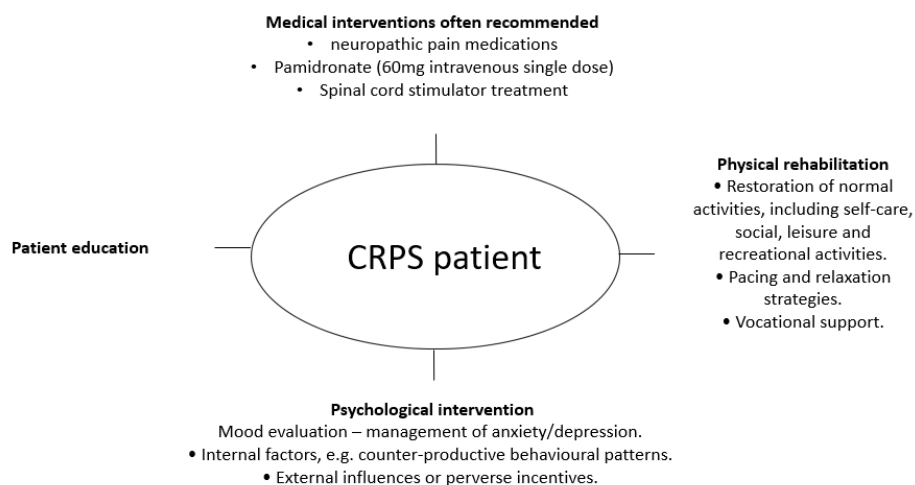 Medical interventions often recommended
• neuropathic pain medications
• Pamidronate (60mg intravenous single dose)
• Spinal cord stimulator treatment
Patient education
CRPS patient
Physical rehabilitation
• Restoration of normal
activities, including self-care,
social, leisure and
recreational activities.
• Pacing and relaxation
strategies.
• Vocational support.
Psychological intervention
Mood evaluation – management of anxiety/depression.
• Internal factors, e.g. counter-productive behavioural patterns.
• External influences or perverse incentives.